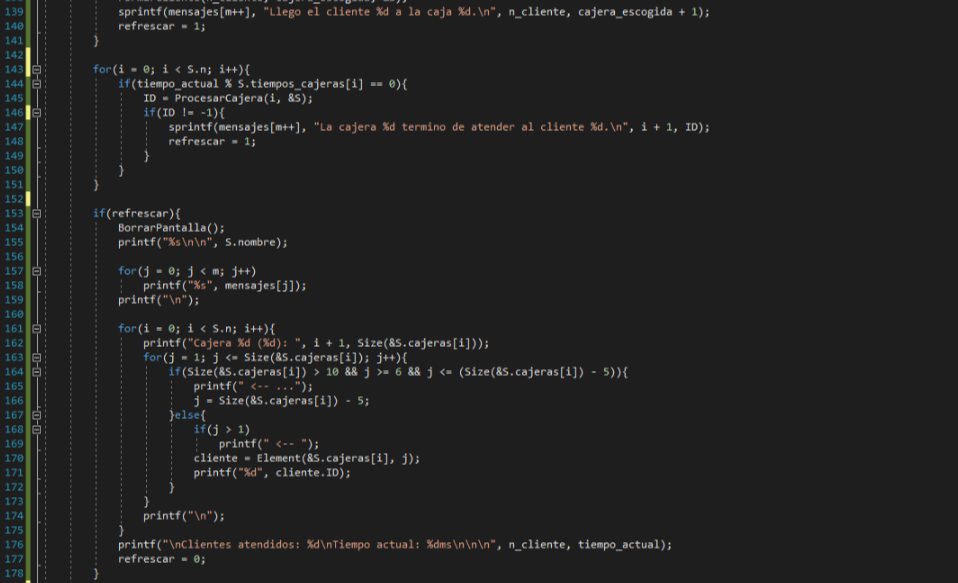 139 sprintf(mensajes[m++], "Llego el cliente %d a la caja %d.\n", n_cliente, cajera_escogida + 1);
140 refrescar = 1;
141 }
142
143 for(i = 0; i < S.n; i++){
144 if(tiempo_actual % S.tiempos_cajeras[i] == 0){
145 ID = ProcesarCajera(i, &S);
146 if(ID != -1){
147 sprintf(mensajes[m++], "La cajera %d termino de atender al cliente %d.\n", i + 1, ID);
148 refrescar = 1;
149 }
150 }
151 }
152
153 if(refrescar){
154 BorrarPantalla();
155 printf("%s\n\n", S.nombre);
156
157 for(j = 0; j < m; j++)
158 printf("%s", mensajes[j]);
159 printf("\n");
160
161 for(i = 0; i < S.n; i++){
162 printf("Cajera %d (%d): ", i + 1, Size(&S.cajeras[i]));
163 for(j = 1; j <= Size(&S.cajeras[i]); j++){
164 if(Size(&S.cajeras[i]) > 10 && j >= 6 && j <= (Size(&S.cajeras[i]) - 5)){
165 printf(" <-- ...");
166 j = Size(&S.cajeras[i]) - 5;
167 }else{
168 if(j > 1)
169 printf(" <-- ");
170 cliente = Element(&S.cajeras[i], j);
171 printf("%d", cliente.ID);
172 }
173 }
174 printf("\n");
175 }
176 printf("\nClientes atendidos: %d\nTiempo actual: %dms\n\n\n", n_cliente, tiempo_actual);
177 refrescar = 0;
178 }